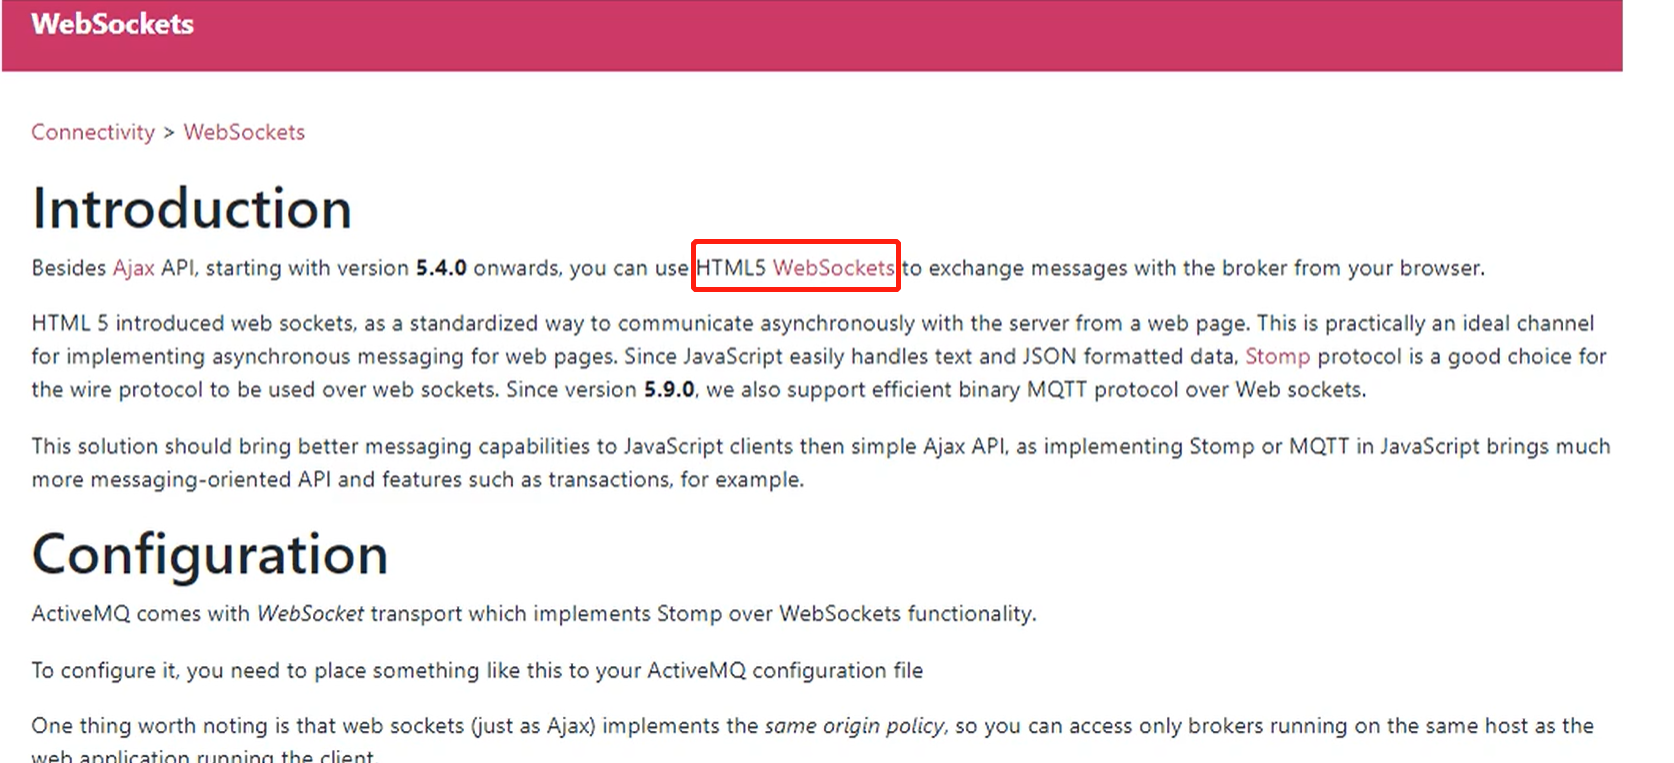 WebSockets
Connectivity > WebSockets
Introduction
Besides Ajax API, starting with version 5.4.0 onwards, you can use HTML5 WebSockets to exchange messages with the broker from your browser.
HTML 5 introduced web sockets, as a standardized way to communicate asynchronously with the server from a web page. This is practically an ideal channel
for implementing asynchronous messaging for web pages. Since JavaScript easily handles text and JSON formatted data, Stomp protocol is a good choice for
the wire protocol to be used over web sockets. Since version 5.9.0, we also support efficient binary MQTT protocol over Web sockets.
This solution should bring better messaging capabilities to JavaScript clients then simple Ajax API, as implementing Stomp or MQTT in JavaScript brings much
more messaging-oriented API and features such as transactions, for example.
Configuration
ActiveMQ comes with WebSocket transport which implements Stomp over WebSockets functionality.
To configure it, you need to place something like this to your ActiveMQ configuration file
One thing worth noting is that web sockets (just as Ajax) implements the same origin policy, so you can access only brokers running on the same host as the
web application running the client.